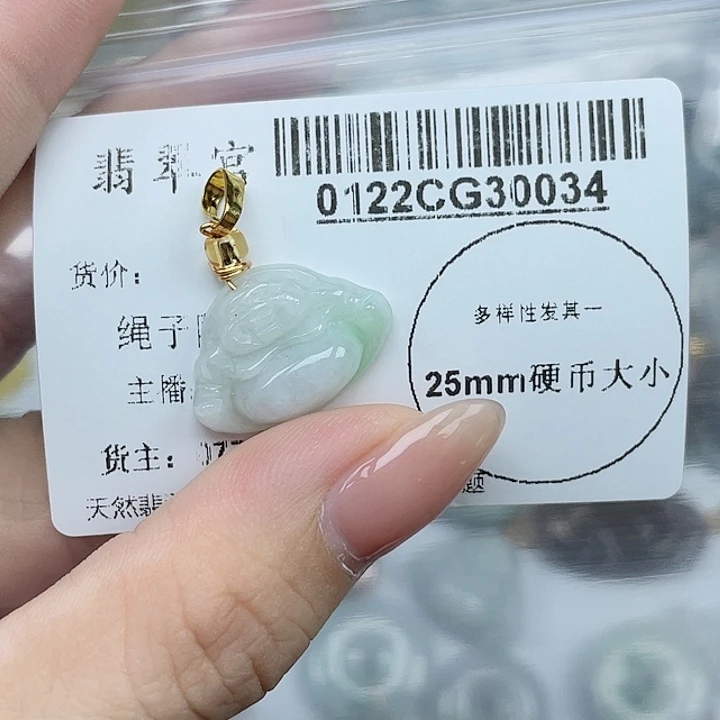 翡翠宫
0122CG30034
货价：
绳子
多样性发其一
25mm硬币大小
主播
货主：
天然翡
题